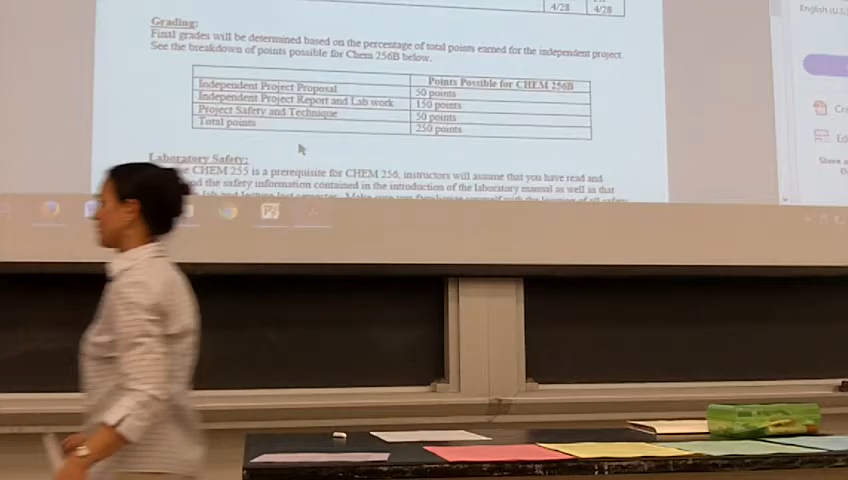 4/28 4/28
English (U.S.
Grading:
Final grades will be determined based on the percentage of total points earned for the independent project.
See the breakdown of points possible for Chem 256B below.
Points Possible for CHEM 256B
Independent Project Proposal 50 points
Independent Project Report and Lab work 150 points
Project Safety and Technique 50 points
Total points 250 points
Laboratory Safety:
CHEM 255 is a prerequisite for CHEM 256, instructors will assume that you have read and
the safety information contained in the introduction of the laboratory manual as well as that